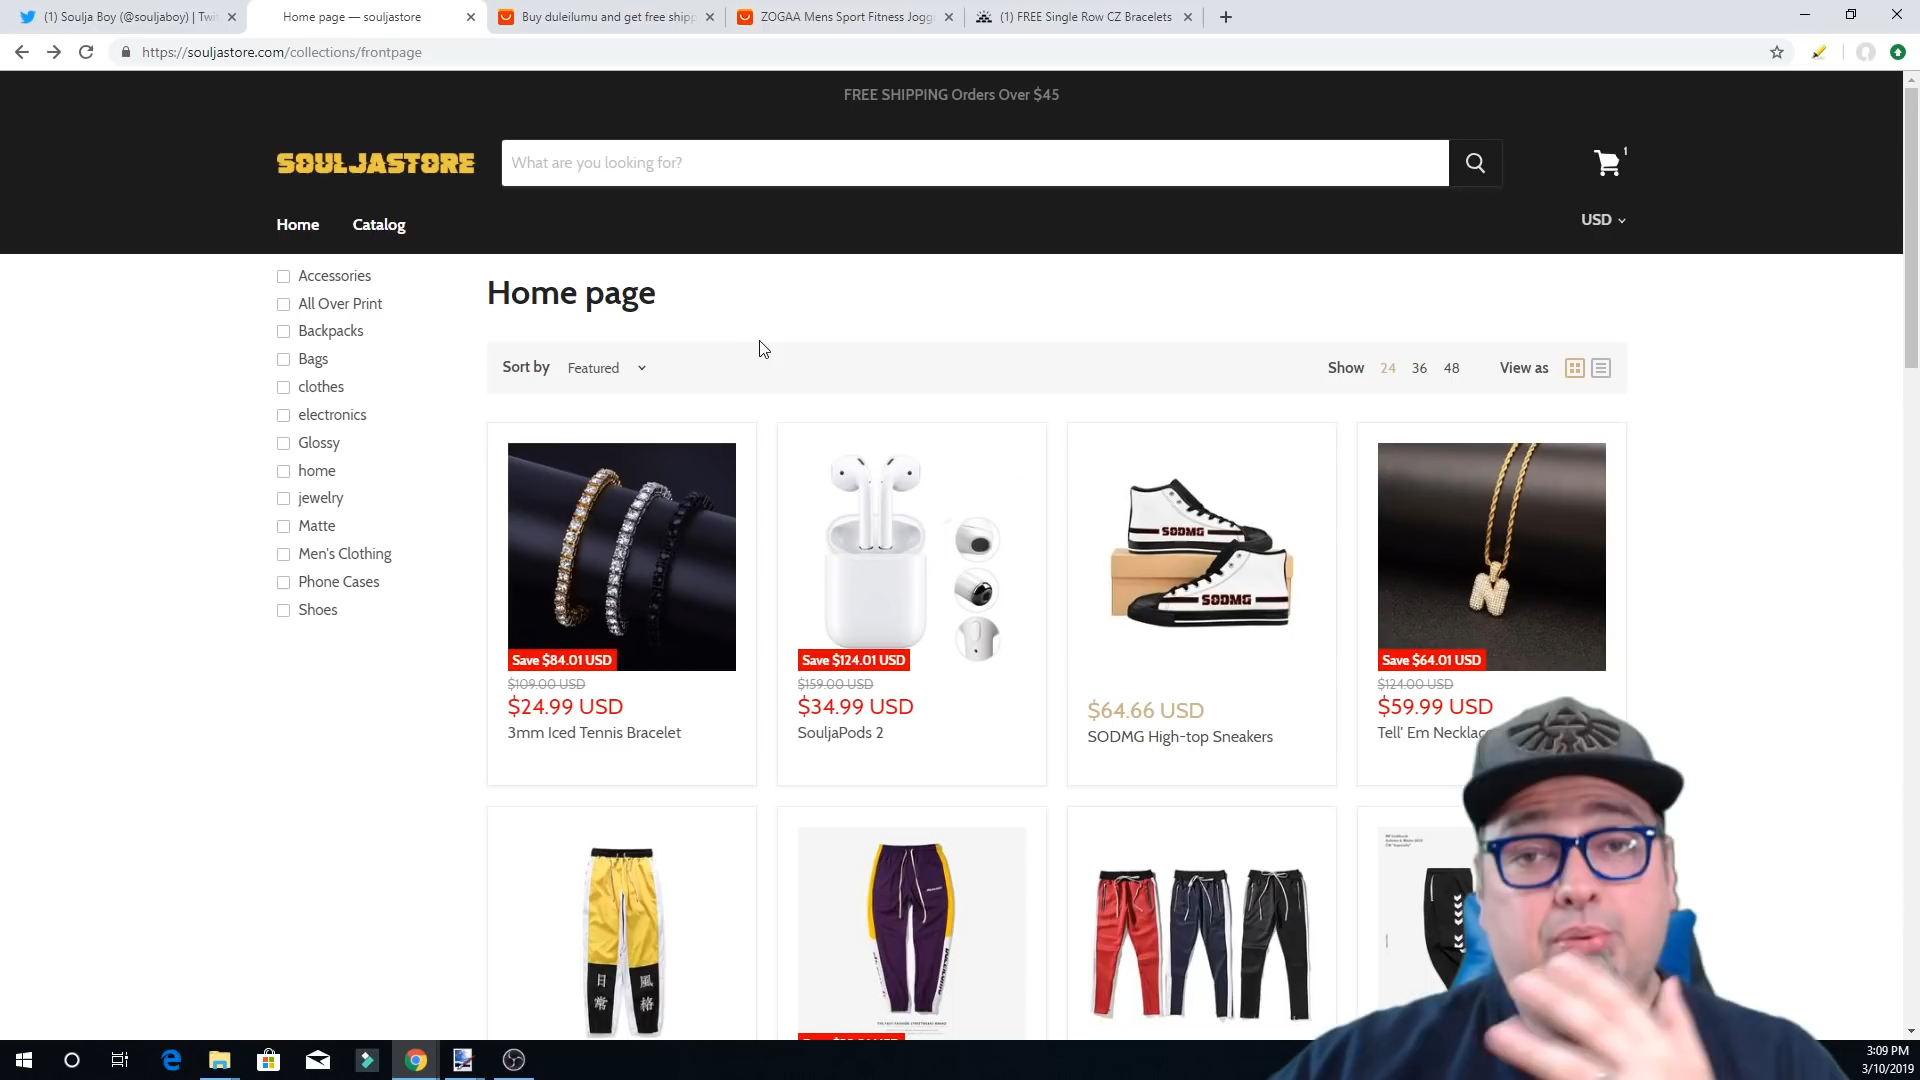 (1) Soulja Boy (@souljaboy) | Twi
Home page — souljastore
Buy duleilumu and get free shipp
ZOGAA Mens Sport Fitness Jogg
(1) FREE Single Row CZ Bracelets
https://souljastore.com/collections/frontpage
FREE SHIPPING Orders Over $45
SOULJASTORE
What are you looking for?
1
Home
Catalog
USD
Accessories
All Over Print
Backpacks
Bags
clothes
electronics
Glossy
home
jewelry
Matte
Men's Clothing
Phone Cases
Shoes
Home page
Sort by Featured
Show 24 36 48
View as
SODMG
SODMG
N
Save $84.01 USD
$109.00 USD
$24.99 USD
3mm Iced Tennis Bracelet
Save $124.01 USD
$159.00 USD
$34.99 USD
SouljaPods 2
$64.66 USD
SODMG High-top Sneakers
Save $64.01 USD
$124.00 USD
$59.99 USD
Tell' Em Necklac
日常
風格
3:09 PM
3/10/2019